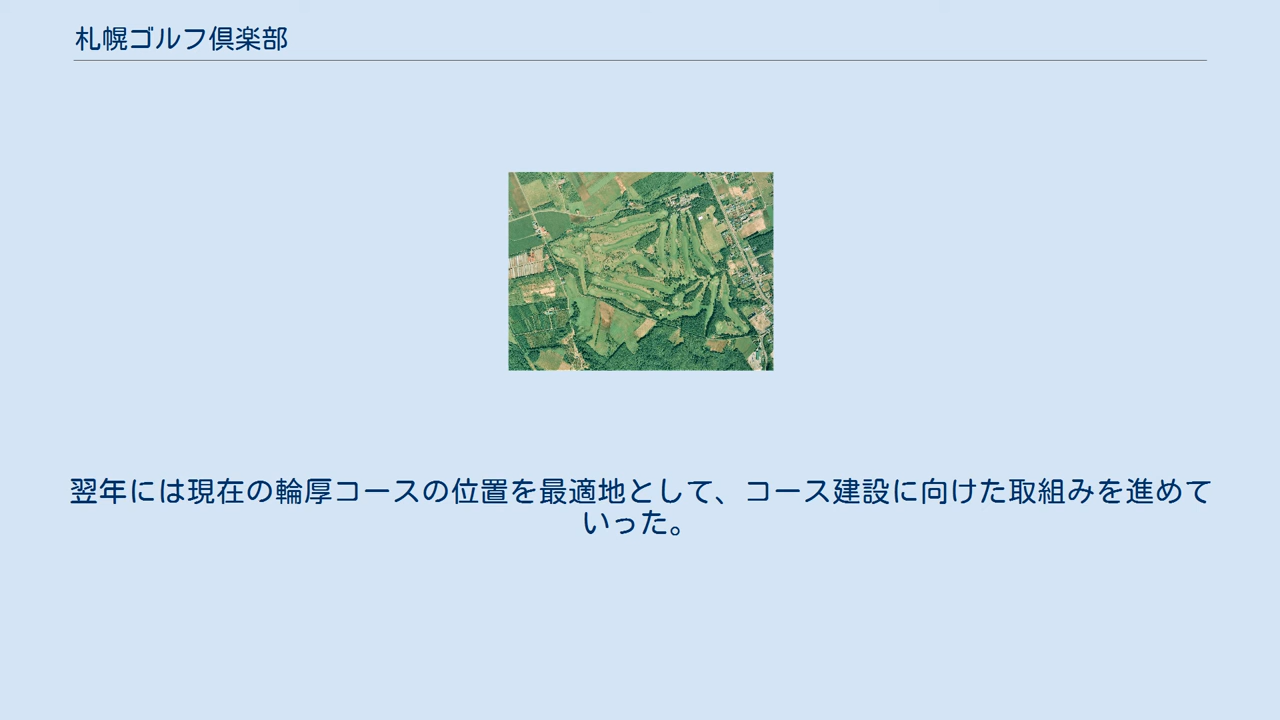 札幌ゴルフ倶楽部
翌年には現在の輪厚コースの位置を最適地として、コース建設に向けた取組みを進めて
いった。